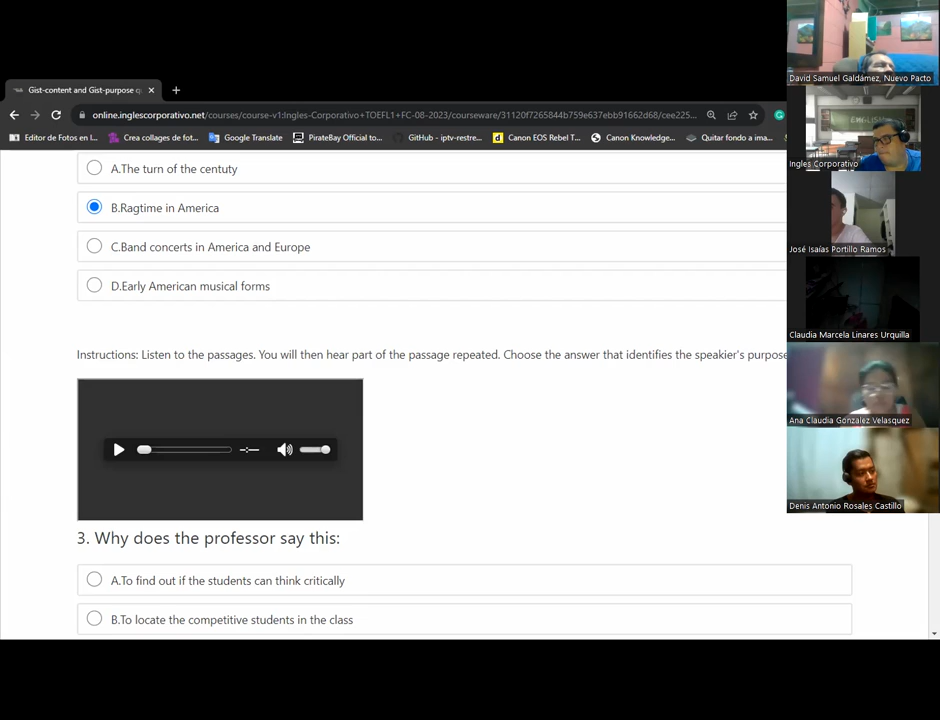 David Samuel Galdámez, Nuevo Pacto
Gist-content and Gist-purpose q
online.inglescorporativo.net/courses/course-v1:Ingles-Corporativo+TOEFL1+FC-08-2023/courseware/31120f7265844b759e637ebb91662d68/cee225...
Editor de Fotos en l...
Crea collages de fot...
Google Translate
PirateBay Official to...
GitHub - iptv-restre...
Canon EOS Rebel T...
Canon Knowledge...
Quitar fondo a ima...
ENGLISH
Ingles Corporativo
A.The turn of the centuty
B.Ragtime in America
C.Band concerts in America and Europe
José Isaías Portillo Ramos
D.Early American musical forms
Claudia Marcela Linares Urquilla
Instructions: Listen to the passages. You will then hear part of the passage repeated. Choose the answer that identifies the speakier's purpose
Ana Claudia Gonzalez Velasquez
-:--
Denis Antonio Rosales Castillo
3. Why does the professor say this:
A.To find out if the students can think critically
B.To locate the competitive students in the class